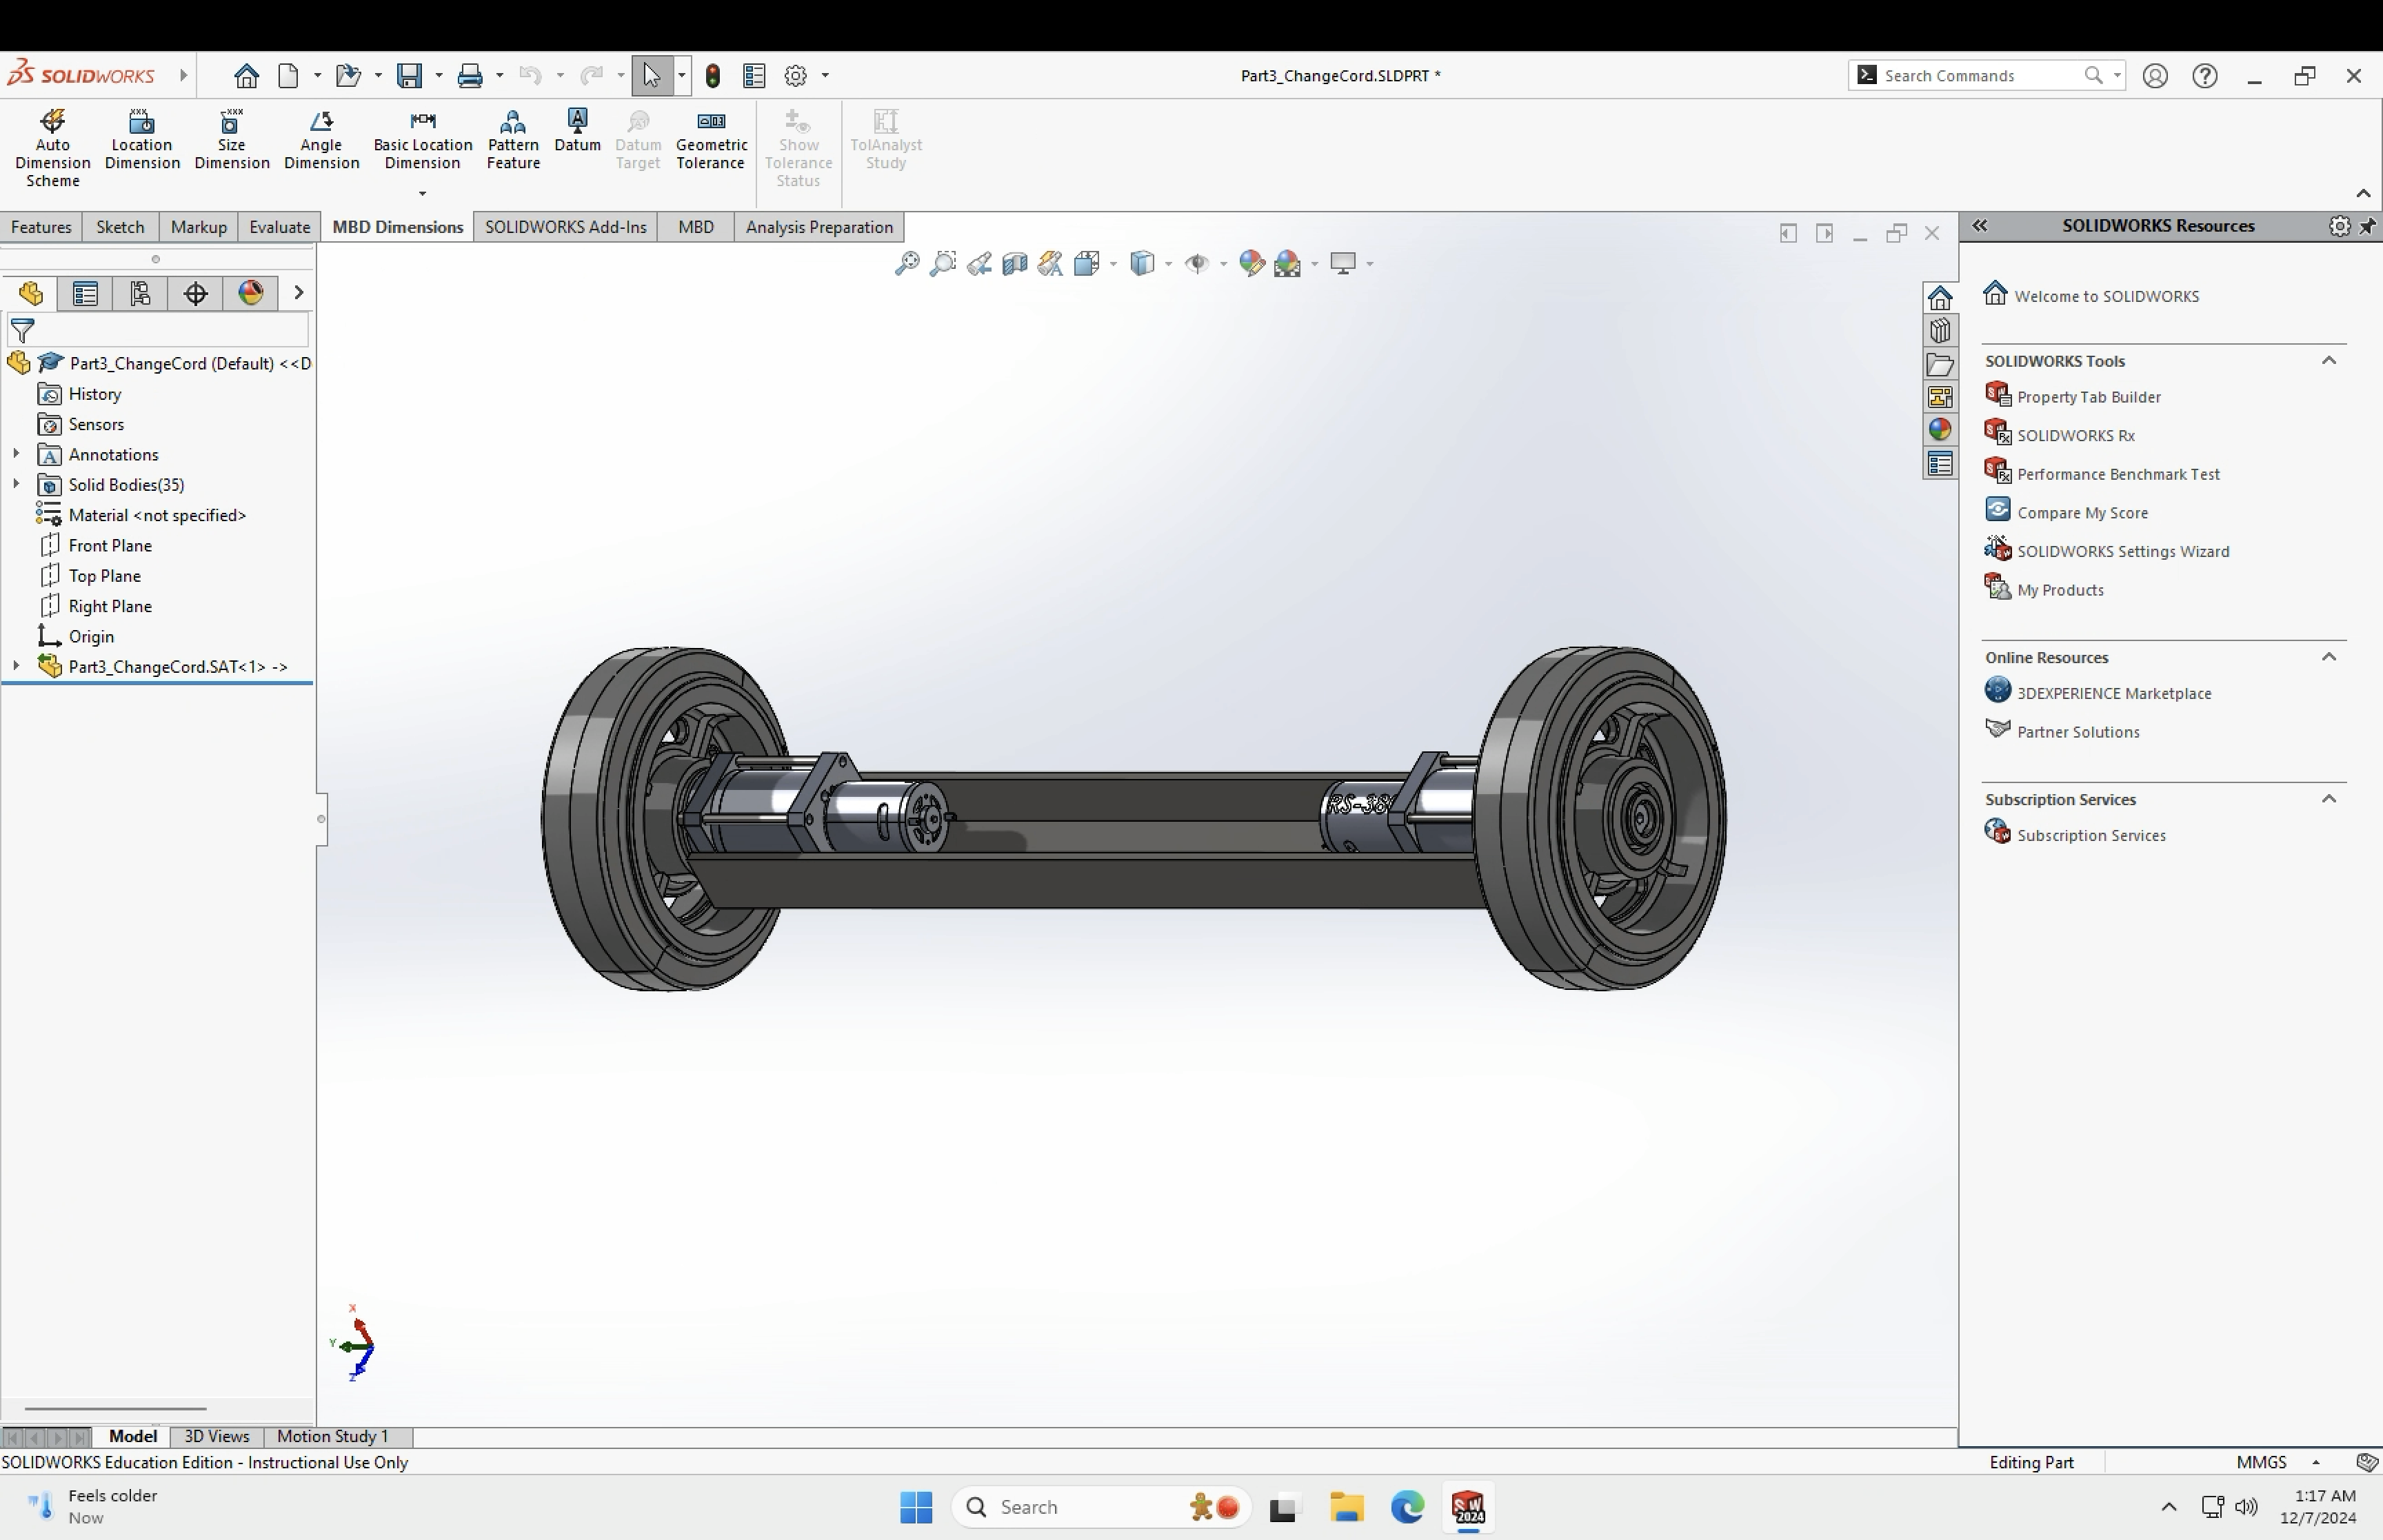 SOLIDWORKS
Part3_ChangeCord.SLDPRT *
Search Commands
Auto Dimension Scheme
Location Dimension
Size Dimension
Angle Dimension
Basic Location Dimension
Pattern Feature
Datum
Datum Target
Geometric Tolerance
Show Tolerance Status
TolAnalyst Study
Features
Sketch
Markup
Evaluate
MBD Dimensions
SOLIDWORKS Add-Ins
MBD
Analysis Preparation
SOLIDWORKS Resources
Part3_ChangeCord (Default) <<D
History
Sensors
Annotations
Solid Bodies(35)
Material <not specified>
Front Plane
Top Plane
Right Plane
Origin
Part3_ChangeCord.SAT<1> ->
Welcome to SOLIDWORKS
SOLIDWORKS Tools
Property Tab Builder
SOLIDWORKS Rx
Performance Benchmark Test
Compare My Score
SOLIDWORKS Settings Wizard
My Products
Online Resources
3DEXPERIENCE Marketplace
Partner Solutions
Subscription Services
Subscription Services
X
Y
Z
Model
3D Views
Motion Study 1
SOLIDWORKS Education Edition - Instructional Use Only
Editing Part
MMGS
Feels colder
Now
Search
SW
2024
1:17 AM
12/7/2024